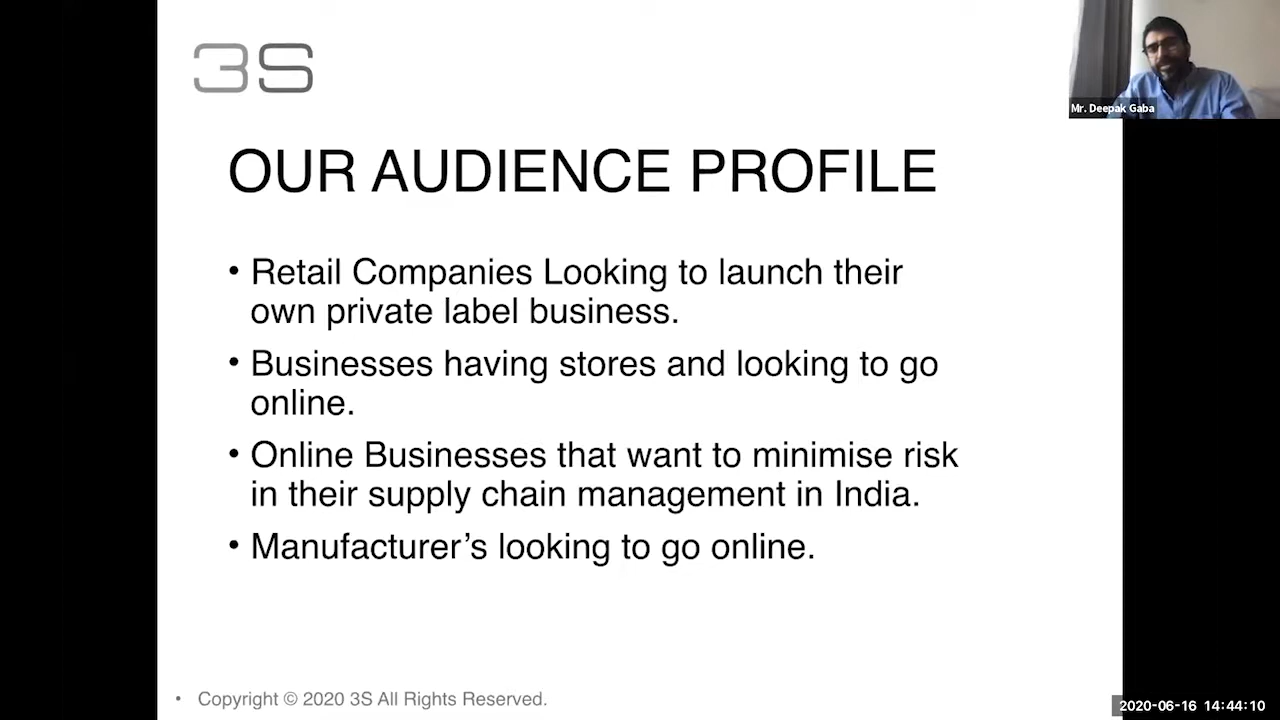 3S
Mr. Deepak Gaba
OUR AUDIENCE PROFILE
• Retail Companies Looking to launch their
own private label business.
• Businesses having stores and looking to go
online.
• Online Businesses that want to minimise risk
in their supply chain management in India.
• Manufacturer’s looking to go online.
• Copyright © 2020 3S All Rights Reserved.
2020-06-16 14:44:10